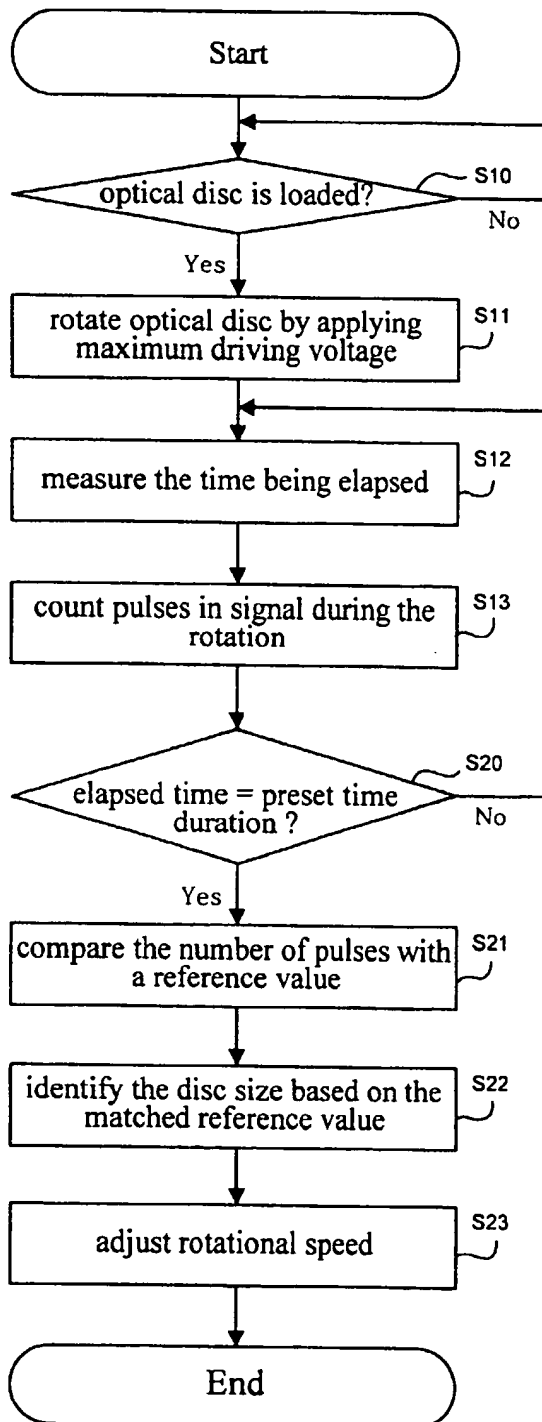 Start
optical disc is loaded?
S10
No
Yes
rotate optical disc by applying
maximum driving voltage
S11
measure the time being elapsed
S12
count pulses in signal during the
rotation
S13
elapsed time = preset time
duration ?
S20
No
Yes
compare the number of pulses with
a reference value
S21
identify the disc size based on the
matched reference value
S22
adjust rotational speed
S23
End